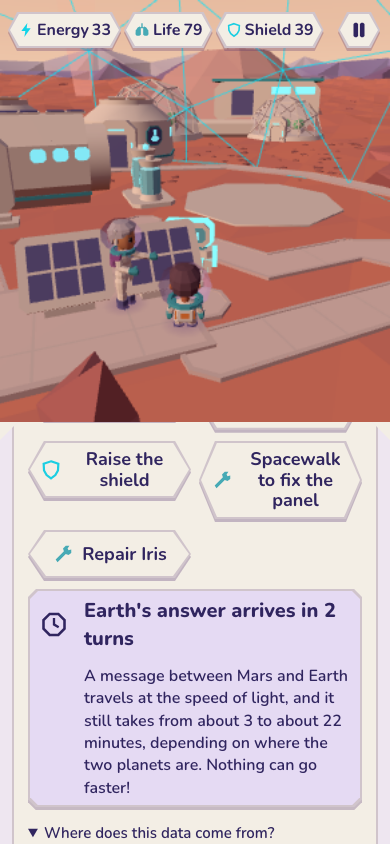 Energy 33 Life 79 Shield 39
Raise the
shield
Spacewalk
to fix the
panel
Repair Iris
Earth's answer arrives in 2
turns
A message between Mars and Earth
travels at the speed of light, and it
still takes from about 3 to about 22
minutes, depending on where the
two planets are. Nothing can go
faster!
▼ Where does this data come from?